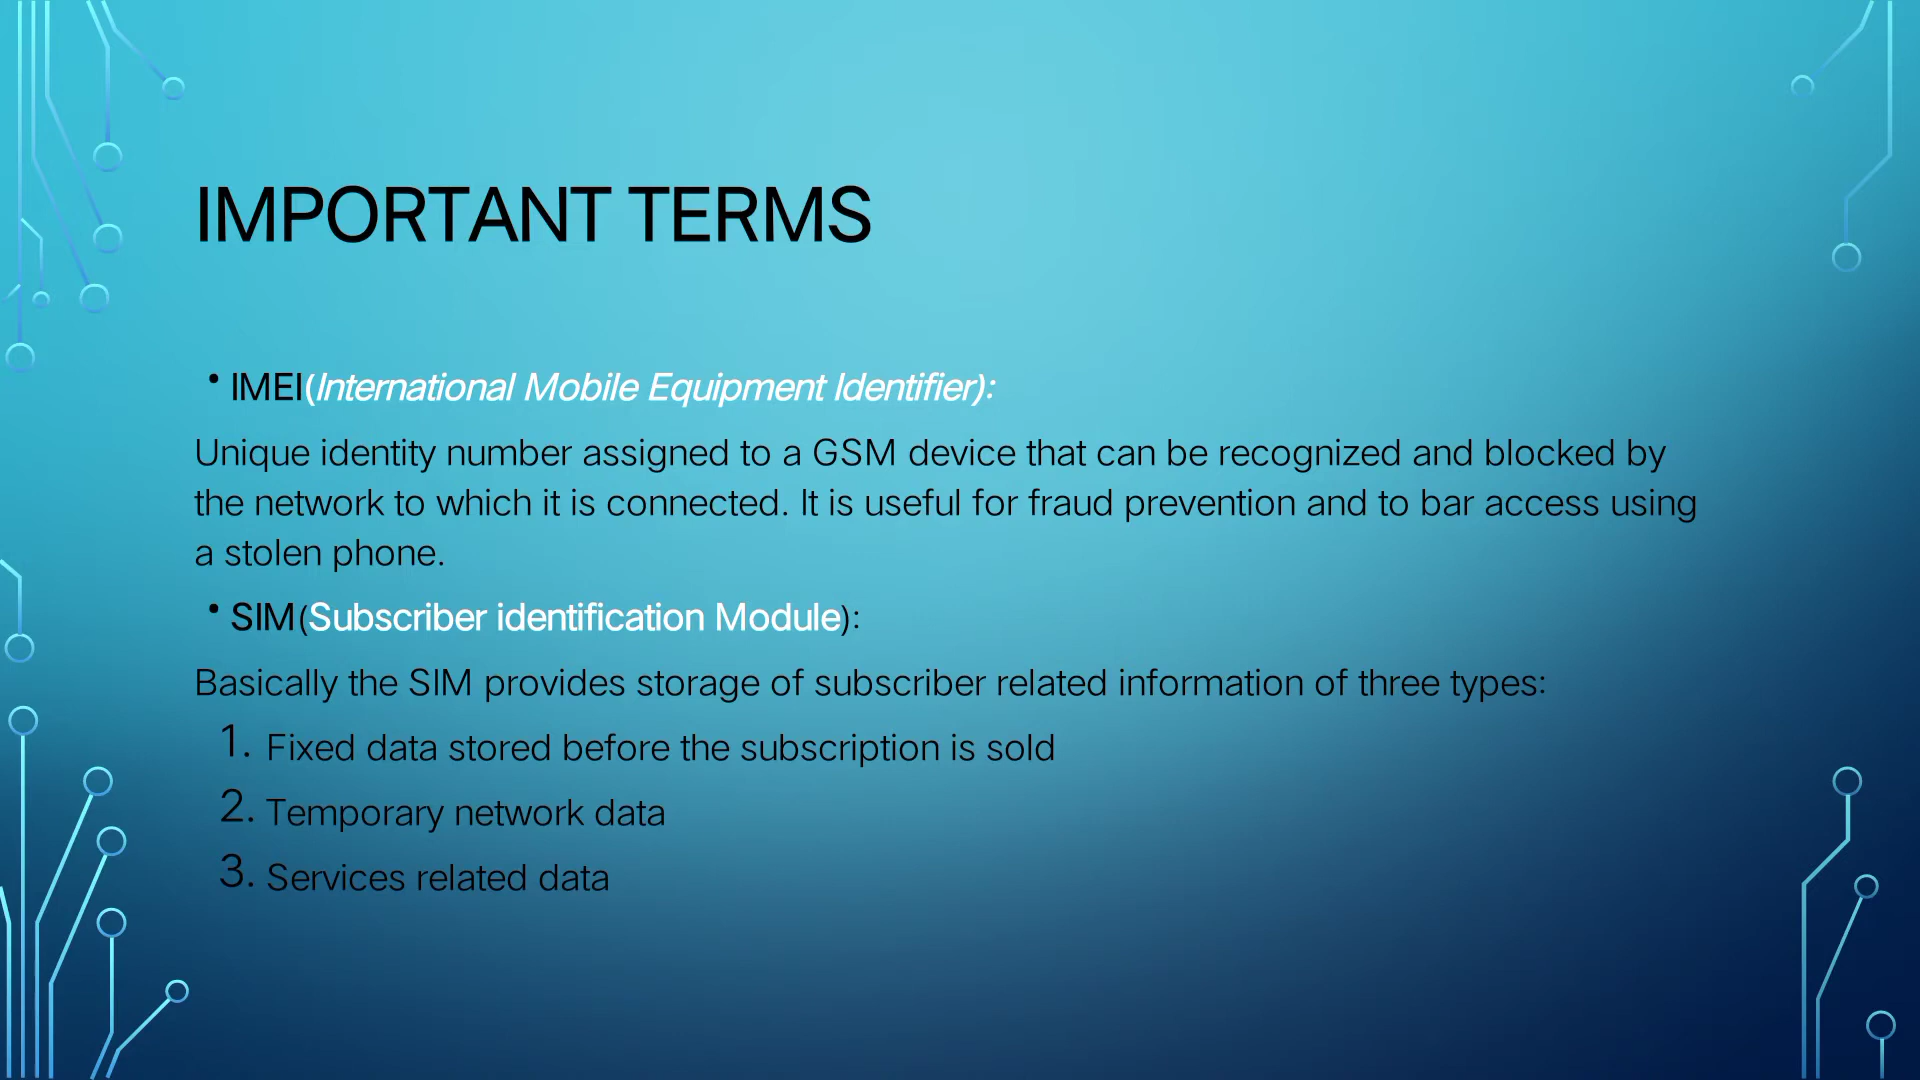 IMPORTANT TERMS
• IMEI(International Mobile Equipment Identifier):
Unique identity number assigned to a GSM device that can be recognized and blocked by
the network to which it is connected. It is useful for fraud prevention and to bar access using
a stolen phone.
• SIM(Subscriber identification Module):
Basically the SIM provides storage of subscriber related information of three types:
1. Fixed data stored before the subscription is sold
2. Temporary network data
3. Services related data